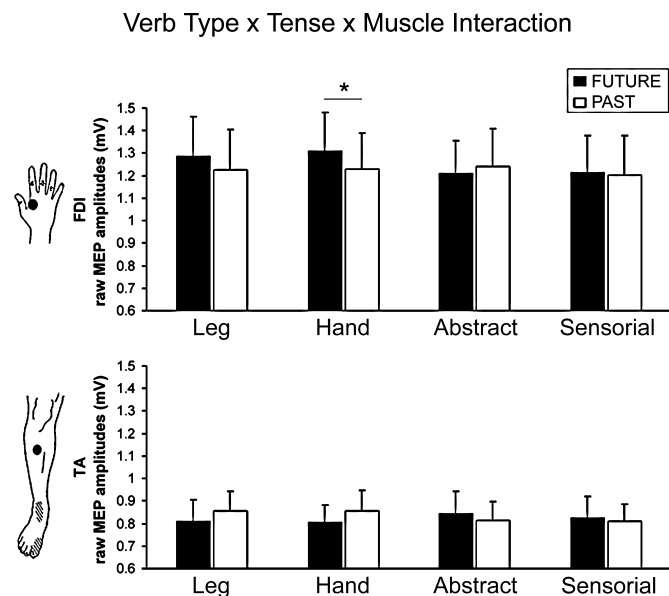 Verb Type x Tense x Muscle Interaction
FUTURE
PAST
*
FDI
raw MEP amplitudes (mV)
1.5
1.4
1.3
1.2
1.1
1
0.9
0.8
0.7
0.6
Leg Hand Abstract Sensorial
TA
raw MEP amplitudes (mV)
1.5
1.4
1.3
1.2
1.1
1
0.9
0.8
0.7
0.6
Leg Hand Abstract Sensorial